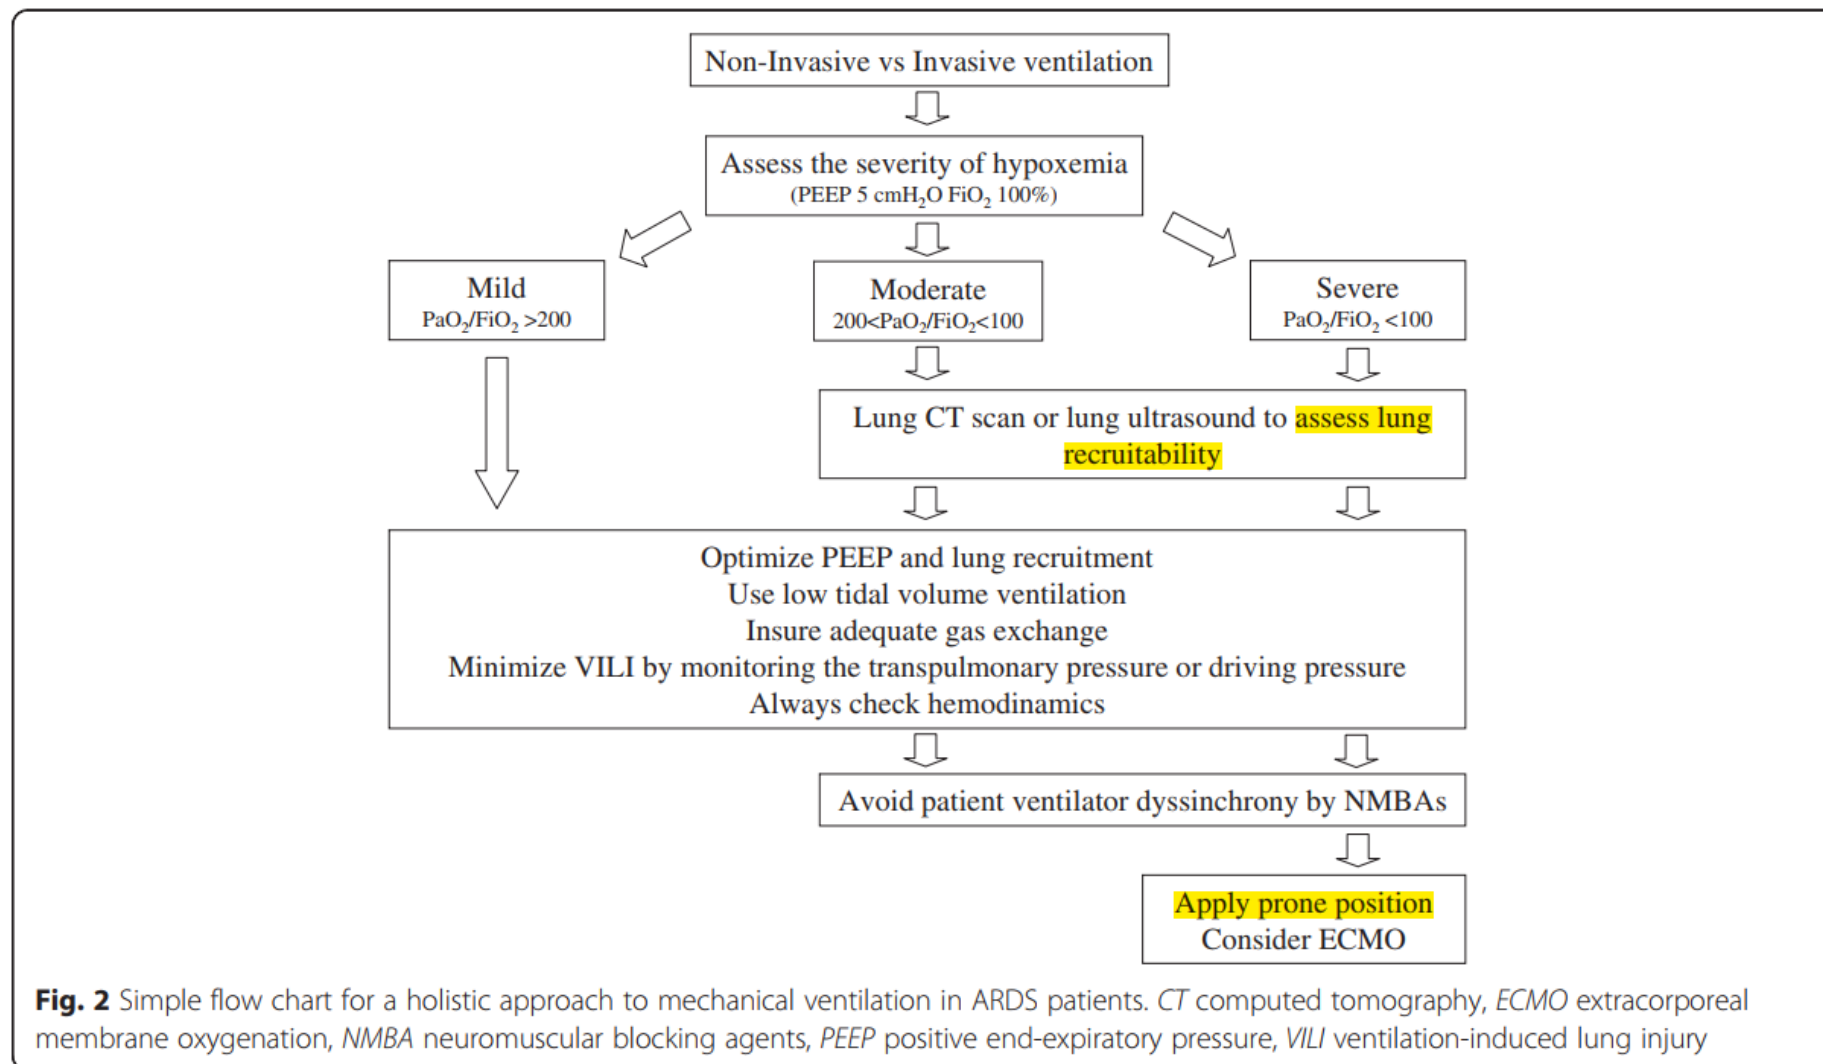 Non-Invasive vs Invasive ventilation
Assess the severity of hypoxemia
(PEEP 5 cmH₂O FiO₂ 100%)
Mild
PaO₂/FiO₂ >200
Moderate
200<PaO₂/FiO₂<100
Severe
PaO₂/FiO₂ <100
Lung CT scan or lung ultrasound to assess lung
recruitability
Optimize PEEP and lung recruitment
Use low tidal volume ventilation
Insure adequate gas exchange
Minimize VILI by monitoring the transpulmonary pressure or driving pressure
Always check hemodinamics
Avoid patient ventilator dyssinchrony by NMBAs
Apply prone position
Consider ECMO
Fig. 2 Simple flow chart for a holistic approach to mechanical ventilation in ARDS patients. CT computed tomography, ECMO extracorporeal
membrane oxygenation, NMBA neuromuscular blocking agents, PEEP positive end-expiratory pressure, VILI ventilation-induced lung injury